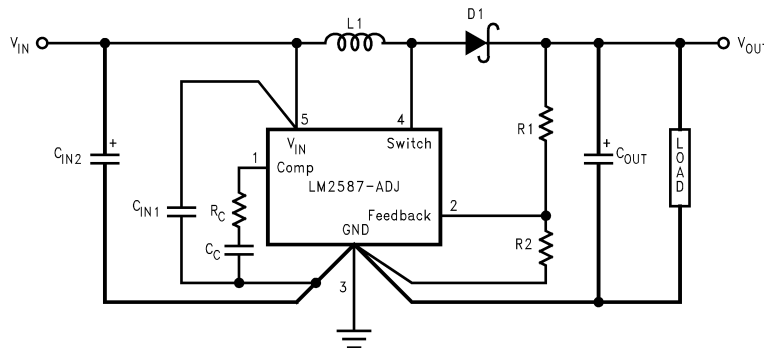 L1
D1
VIN
VOUT
5
4
VIN
Switch
R1
CIN2
+
1
Comp
LM2587-ADJ
+
COUT
LOAD
CIN1
RC
Feedback
2
GND
R2
CC
3